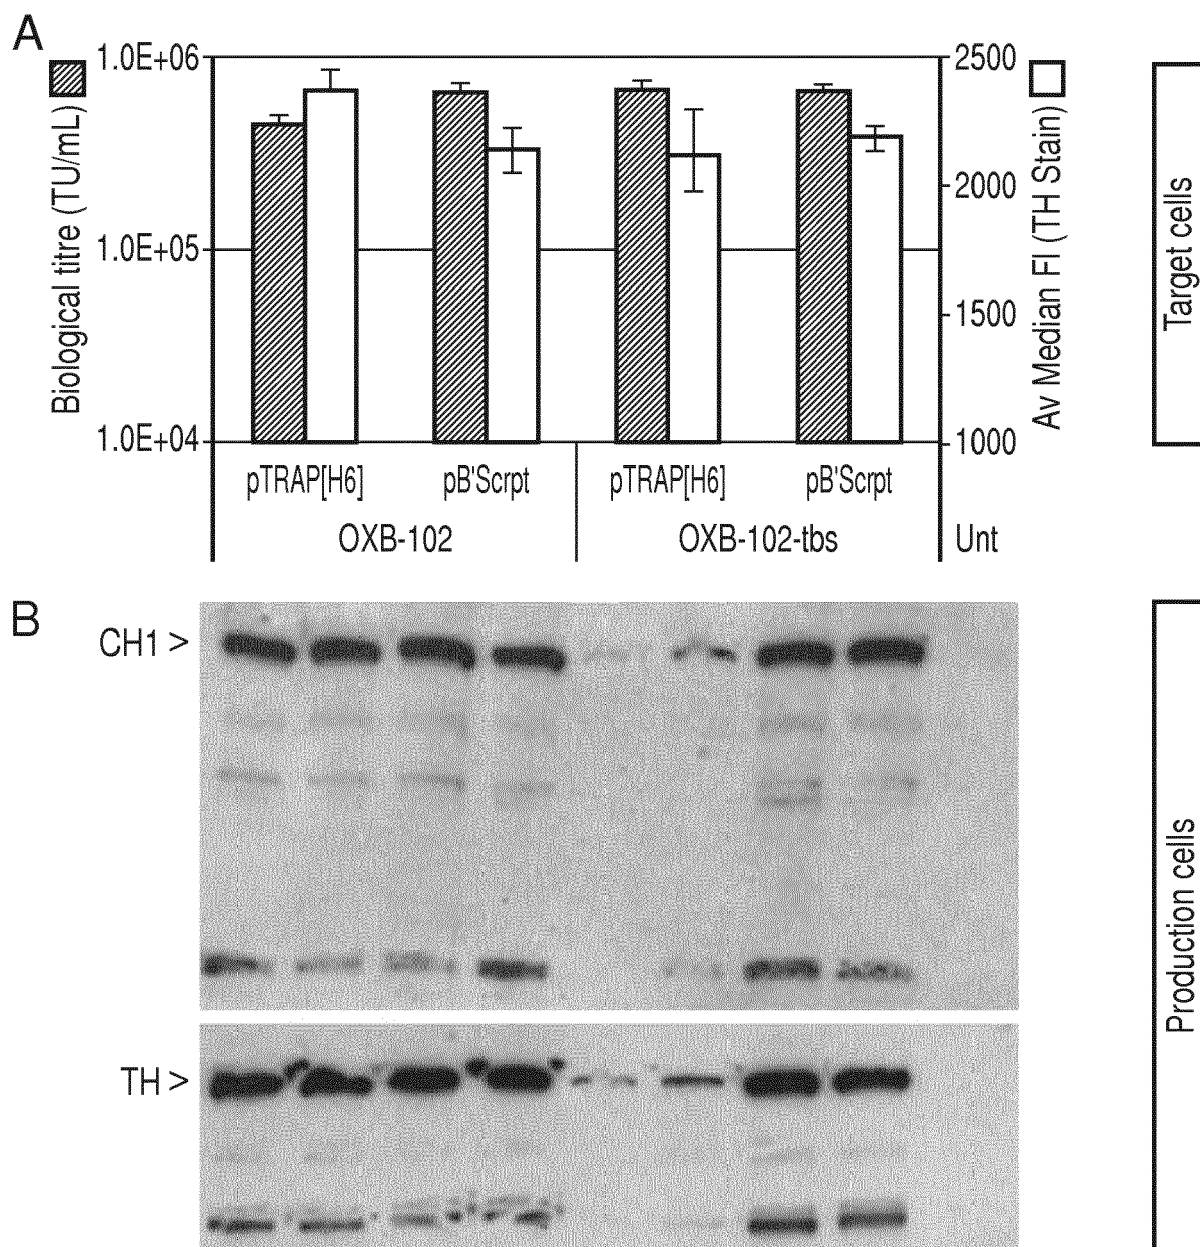 A
Biological titre (TU/mL)
1.0E+06
1.0E+05
1.0E+04
2500
2000
1500
1000
Av Median FI (TH Stain)
Target cells
pTRAP[H6] pB'Scrpt pTRAP[H6] pB'Scrpt
OXB-102 OXB-102-tbs Unt
B
CH1 >
TH >
Production cells